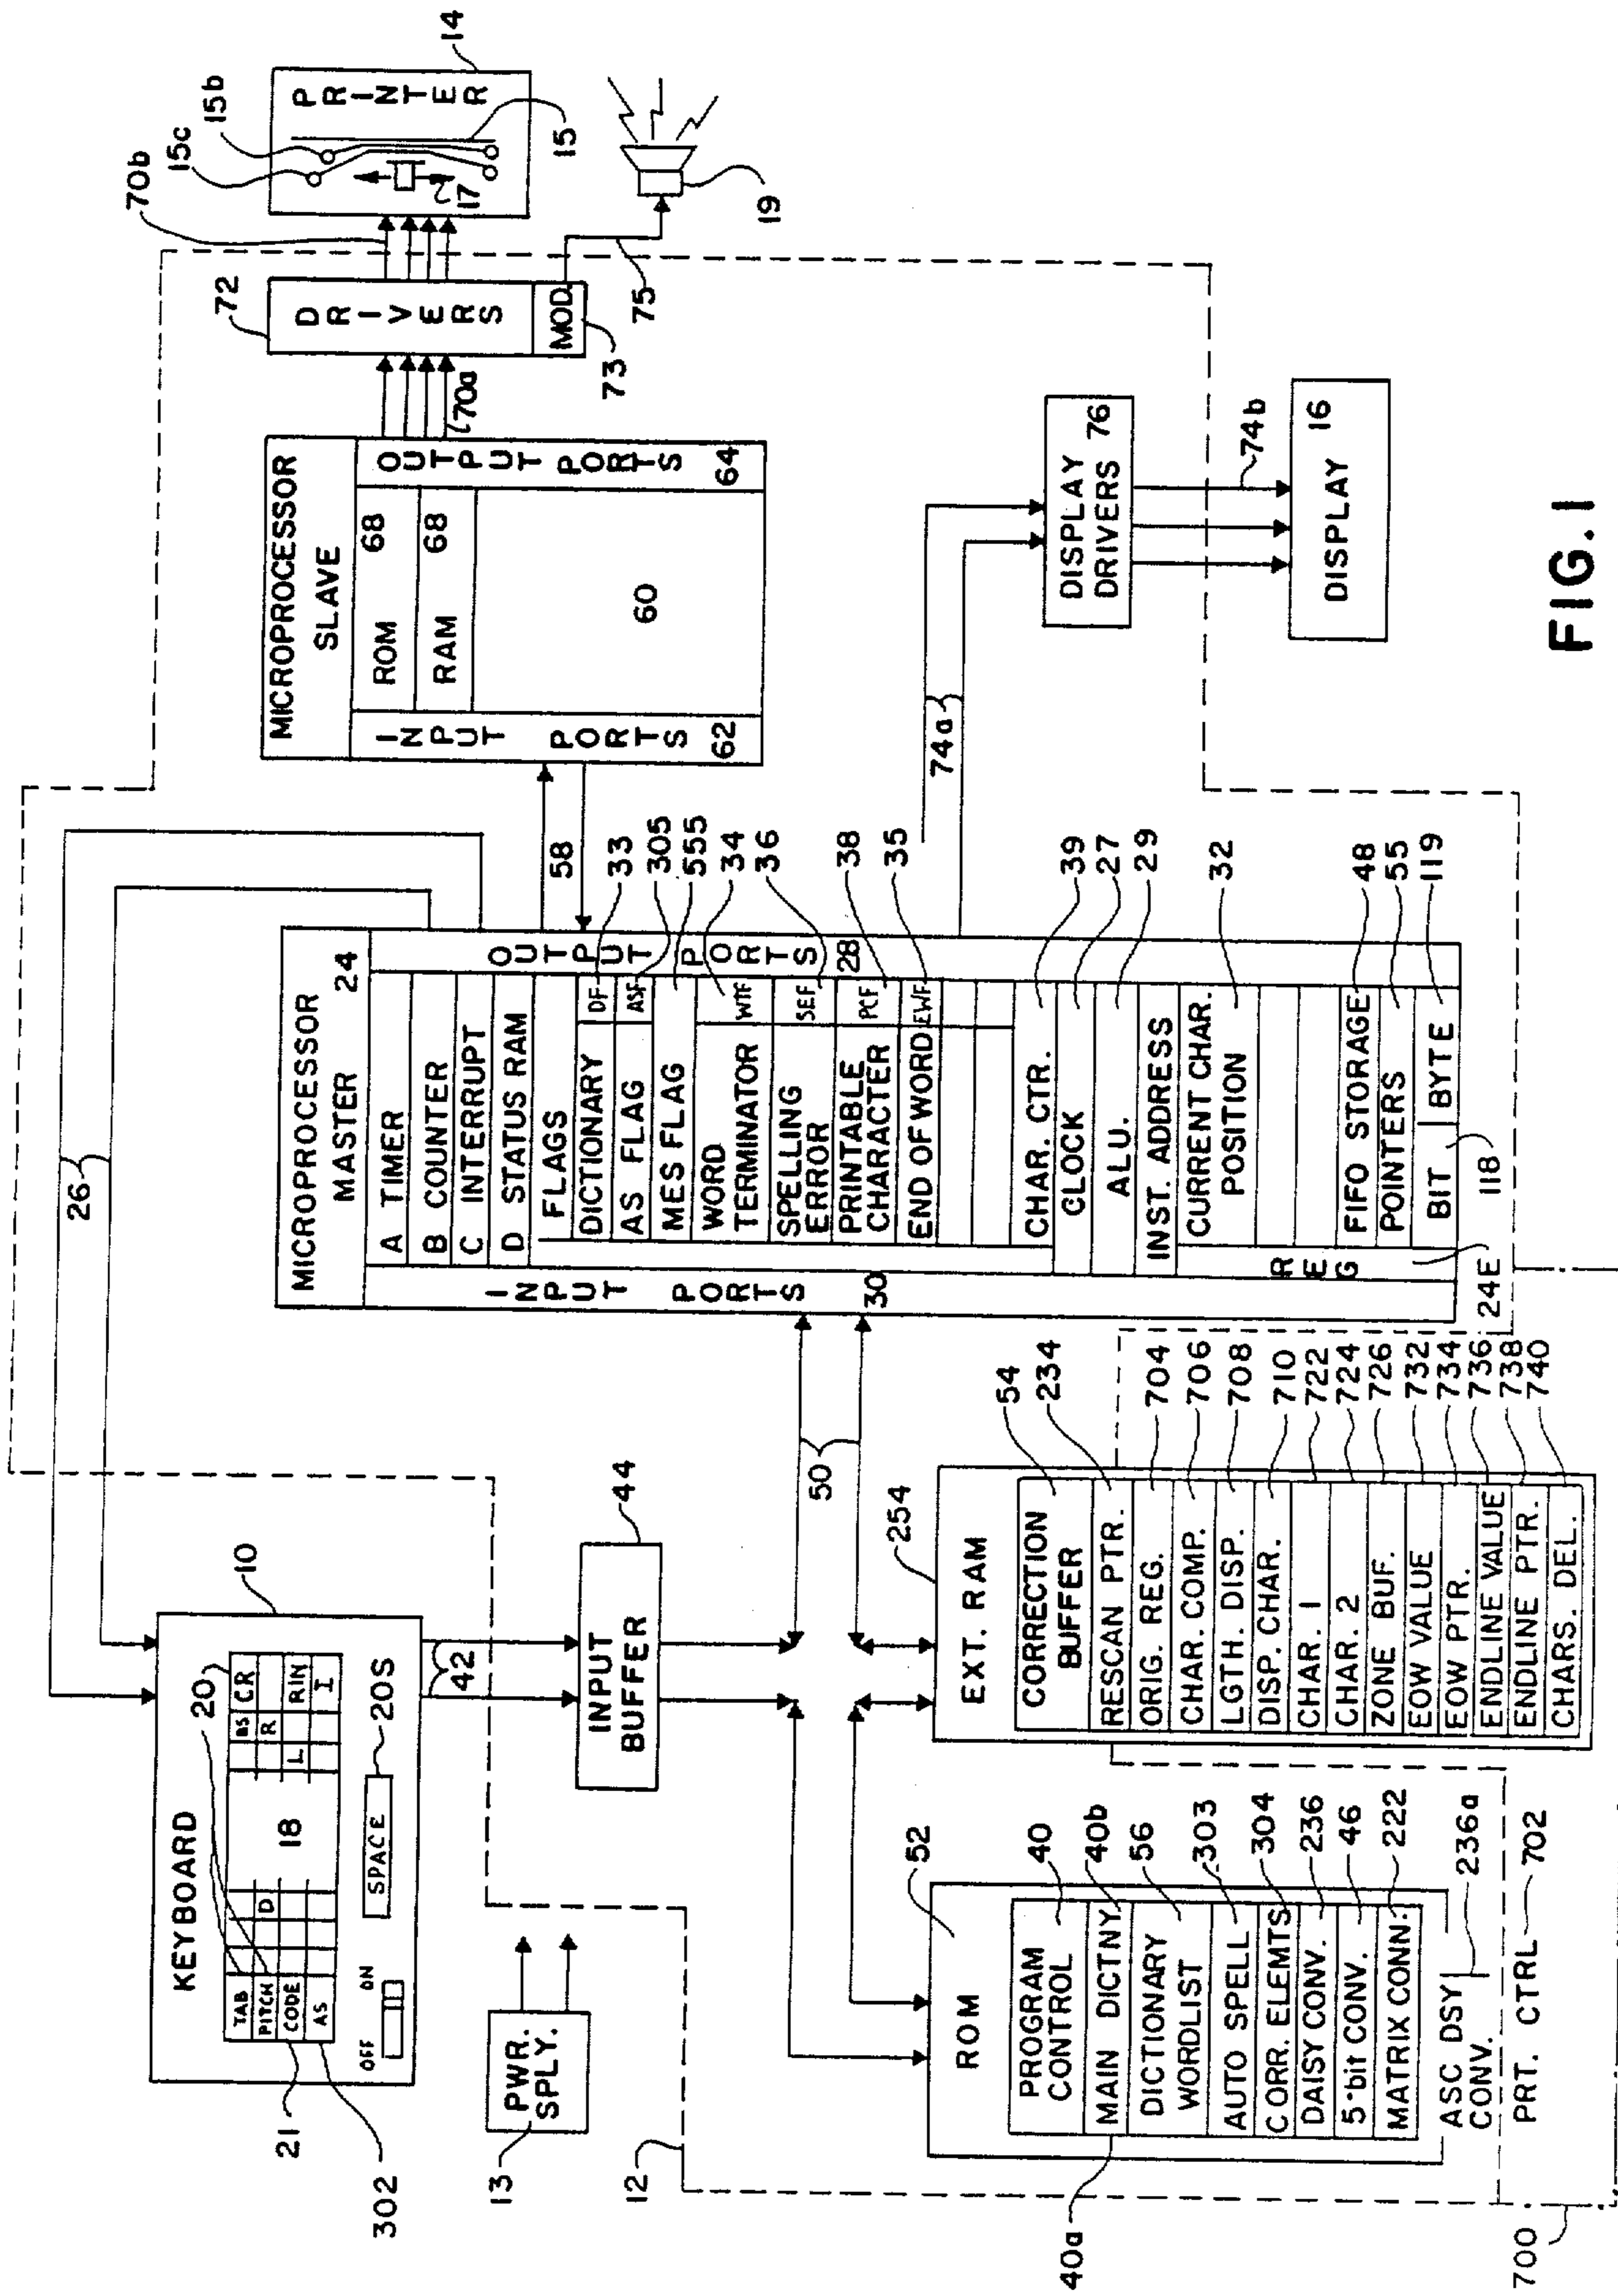 KEYBOARD
10
20
TAB
PITCH
CODE
AS
D
18
BS
CR
R
L
RIN
I
OFF
ON
SPACE
20S
21
302
26
42
PWR.
SPLY.
13
12
INPUT
BUFFER
44
50
ROM
52
PROGRAM
CONTROL
40
MAIN DICTNY.
40b
40a
DICTIONARY
WORDLIST
56
AUTO SPELL
303
CORR. ELEMTS.
304
DAISY CONV.
236
5-bit CONV.
46
MATRIX CONN.
222
ASC DSY
CONV.
236a
PRT. CTRL
702
700
EXT. RAM
254
CORRECTION
BUFFER
54
RESCAN PTR.
234
ORIG. REG.
704
CHAR. COMP.
706
LGTH. DISP.
708
DISP. CHAR.
710
CHAR. 1
722
CHAR. 2
724
ZONE BUF.
726
EOW VALUE
732
EOW PTR.
734
ENDLINE VALUE
736
ENDLINE PTR.
738
CHARS. DEL.
740
MICROPROCESSOR
MASTER
24
INPUT PORTS
30
A TIMER
B COUNTER
C INTERRUPT
D STATUS RAM
FLAGS
DICTIONARY
DF
33
AS FLAG
ASF
305
MES FLAG
555
WORD
TERMINATOR
WTF
34
SPELLING
ERROR
SEF
36
PRINTABLE
CHARACTER
PCF
38
END OF WORD
EWF
35
CHAR. CTR.
39
CLOCK
27
ALU.
29
INST. ADDRESS
CURRENT CHAR.
POSITION
32
REG
24E
FIFO STORAGE
48
POINTERS
55
BIT
BYTE
118
119
OUTPUT PORTS
28
58
MICROPROCESSOR
SLAVE
INPUT PORTS
62
ROM
68
RAM
68
60
OUTPUT PORTS
64
70a
72
DRIVERS
MOD.
73
75
70b
PRINTER
14
15
15b
15c
17
19
74a
DISPLAY
DRIVERS
76
74b
DISPLAY
16
FIG. 1